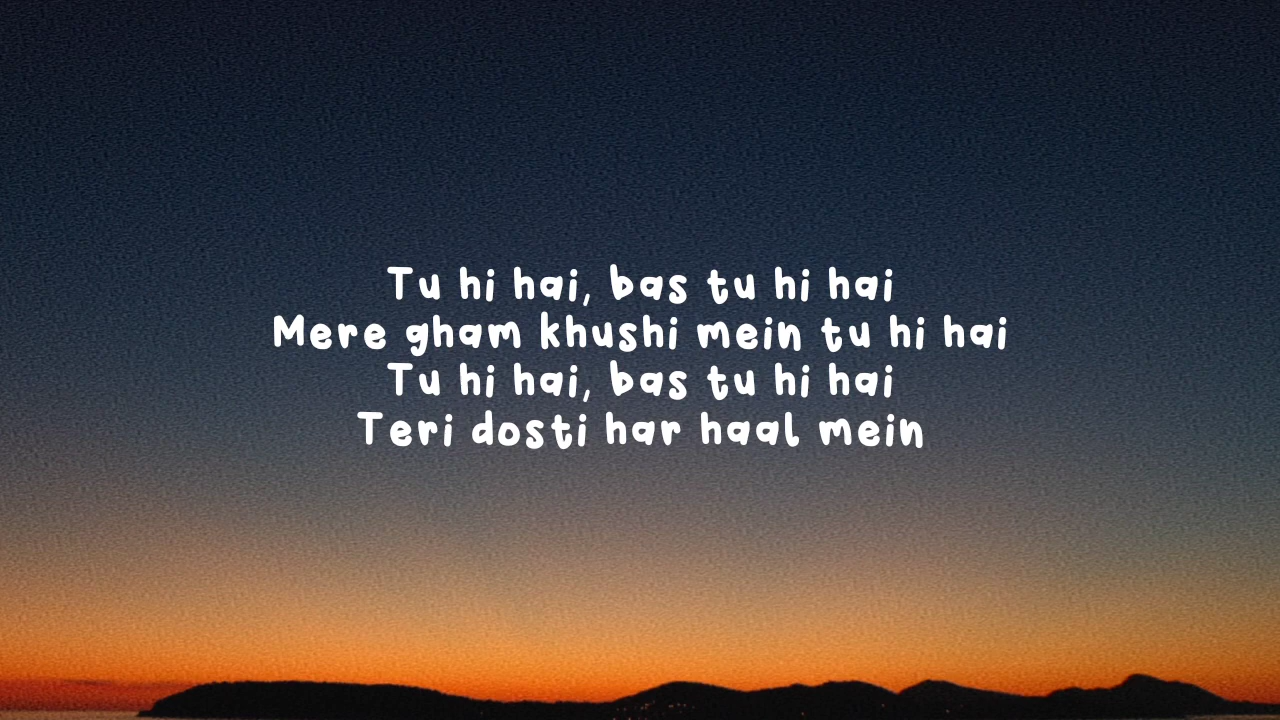 Tu hi hai, bas tu hi hai
Mere gham khushi mein tu hi hai
Tu hi hai, bas tu hi hai
Teri dosti har haal mein